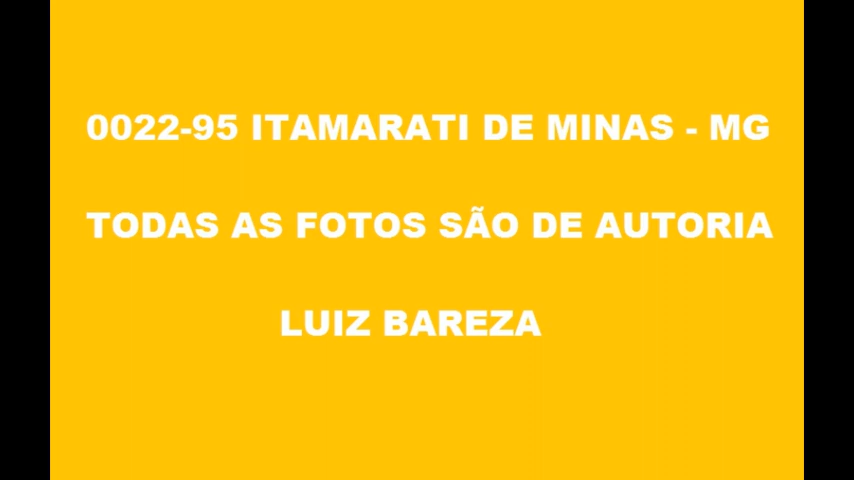 0022-95 ITAMARATI DE MINAS - MG
TODAS AS FOTOS SÃO DE AUTORIA
LUIZ BAREZA